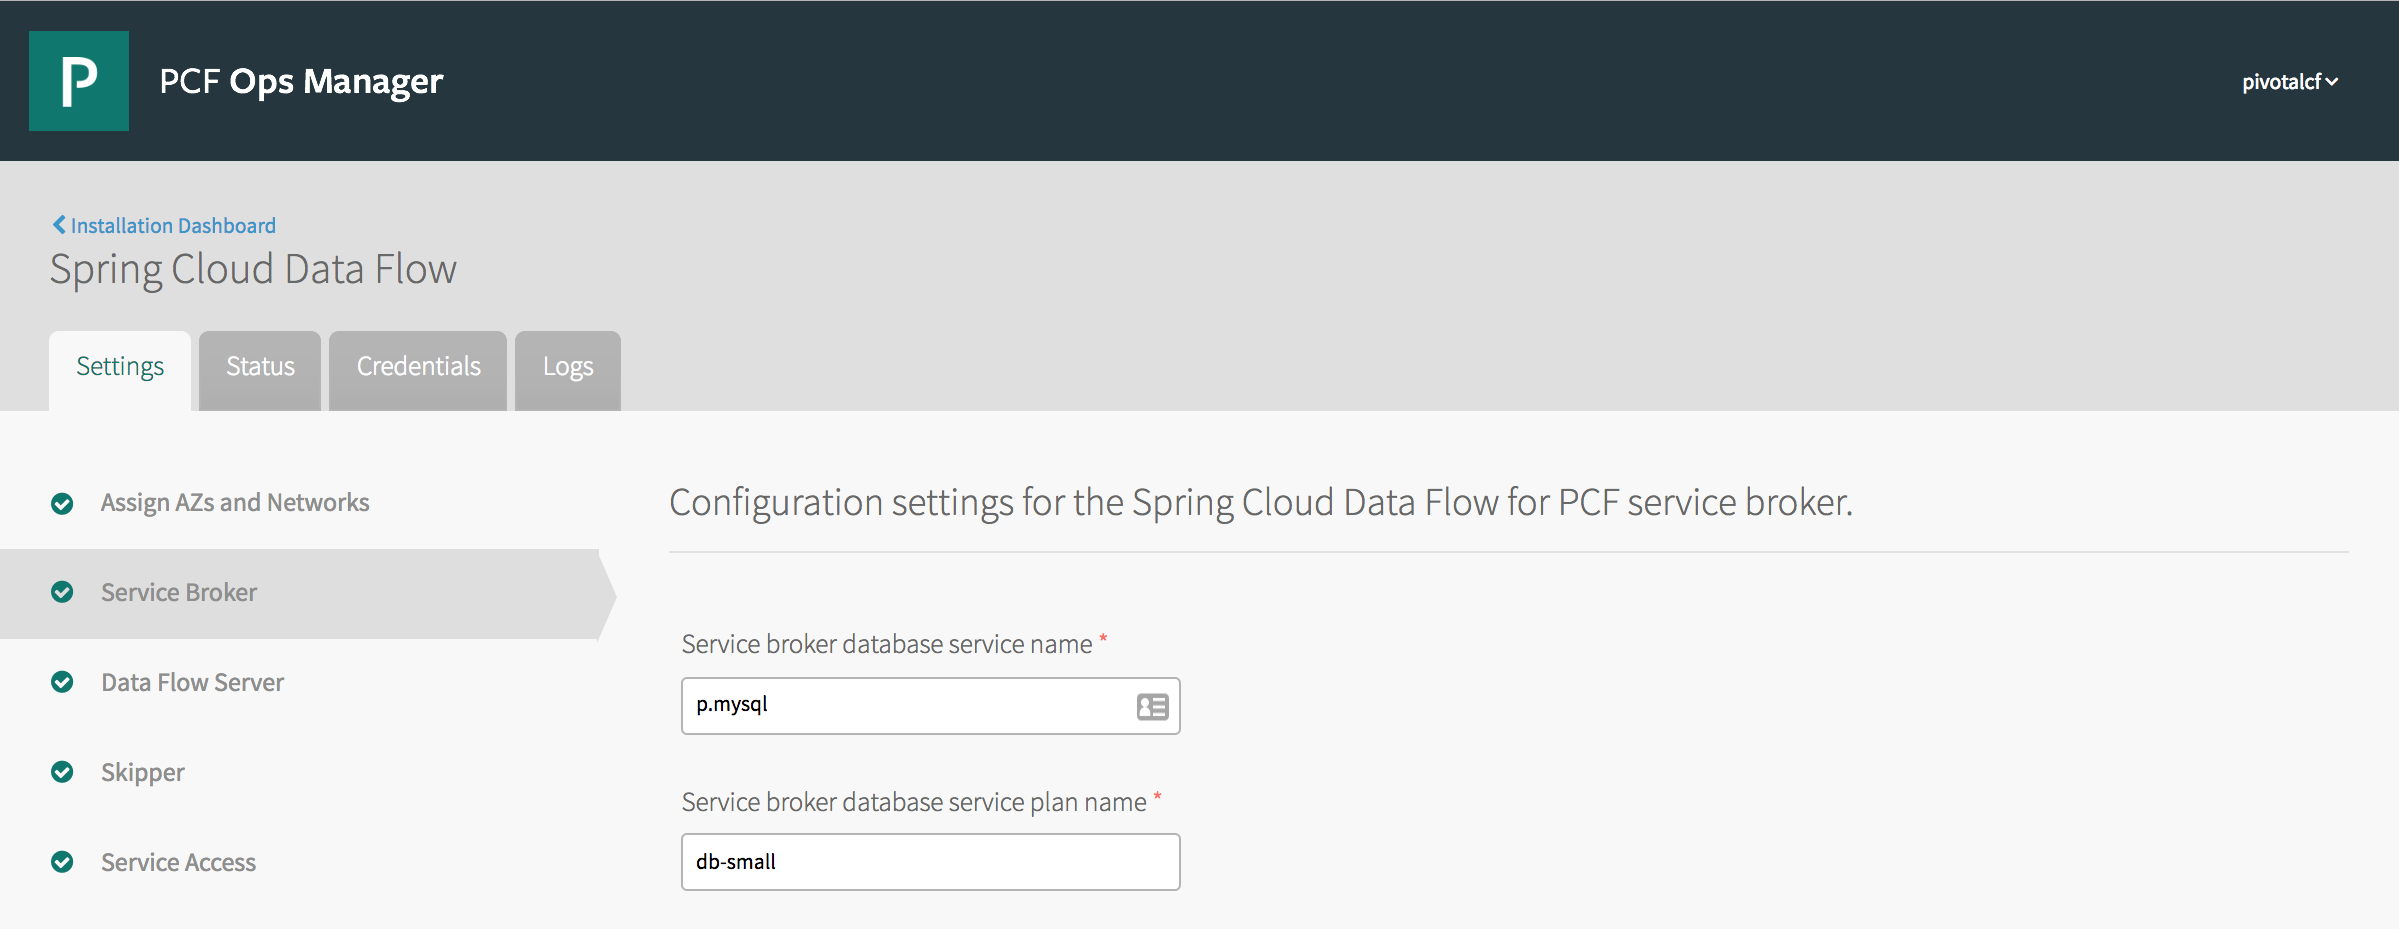 P
PCF Ops Manager
pivotalcf
Installation Dashboard
Spring Cloud Data Flow
Settings
Status
Credentials
Logs
Assign AZs and Networks
Service Broker
Data Flow Server
Skipper
Service Access
Configuration settings for the Spring Cloud Data Flow for PCF service broker.
Service broker database service name *
p.mysql
Service broker database service plan name *
db-small